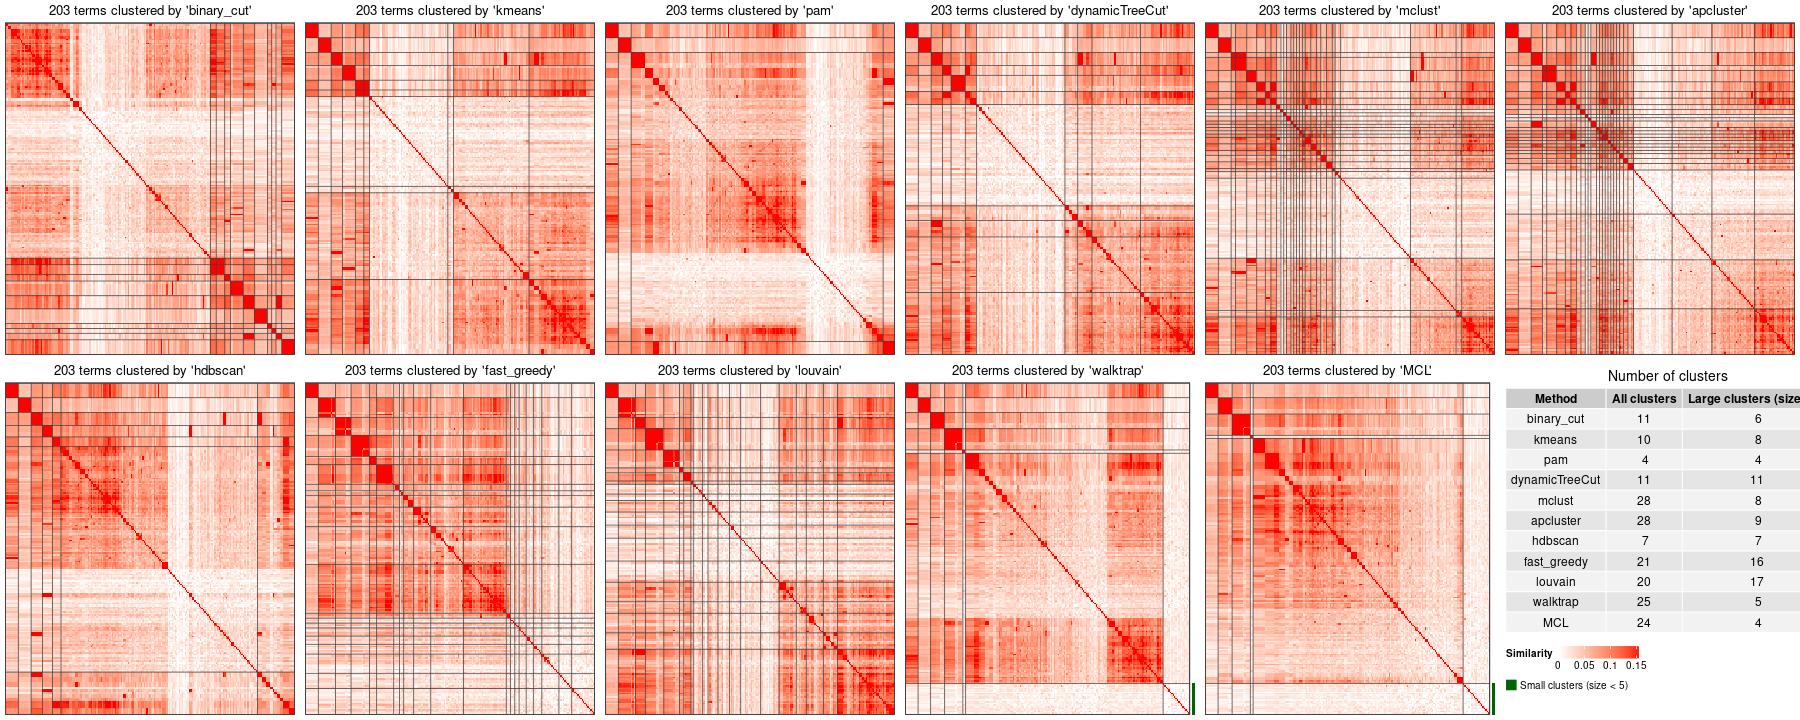 203 terms clustered by 'binary_cut'
203 terms clustered by 'kmeans'
203 terms clustered by 'pam'
203 terms clustered by 'dynamicTreeCut'
203 terms clustered by 'mclust'
203 terms clustered by 'apcluster'
203 terms clustered by 'hdbscan'
203 terms clustered by 'fast_greedy'
203 terms clustered by 'louvain'
203 terms clustered by 'walktrap'
203 terms clustered by 'MCL'
Number of clusters
Method All clusters Large clusters (size
binary_cut 11 6
kmeans 10 8
pam 4 4
dynamicTreeCut 11 11
mclust 28 8
apcluster 28 9
hdbscan 7 7
fast_greedy 21 16
louvain 20 17
walktrap 25 5
MCL 24 4
Similarity
0 0.05 0.1 0.15
Small clusters (size < 5)